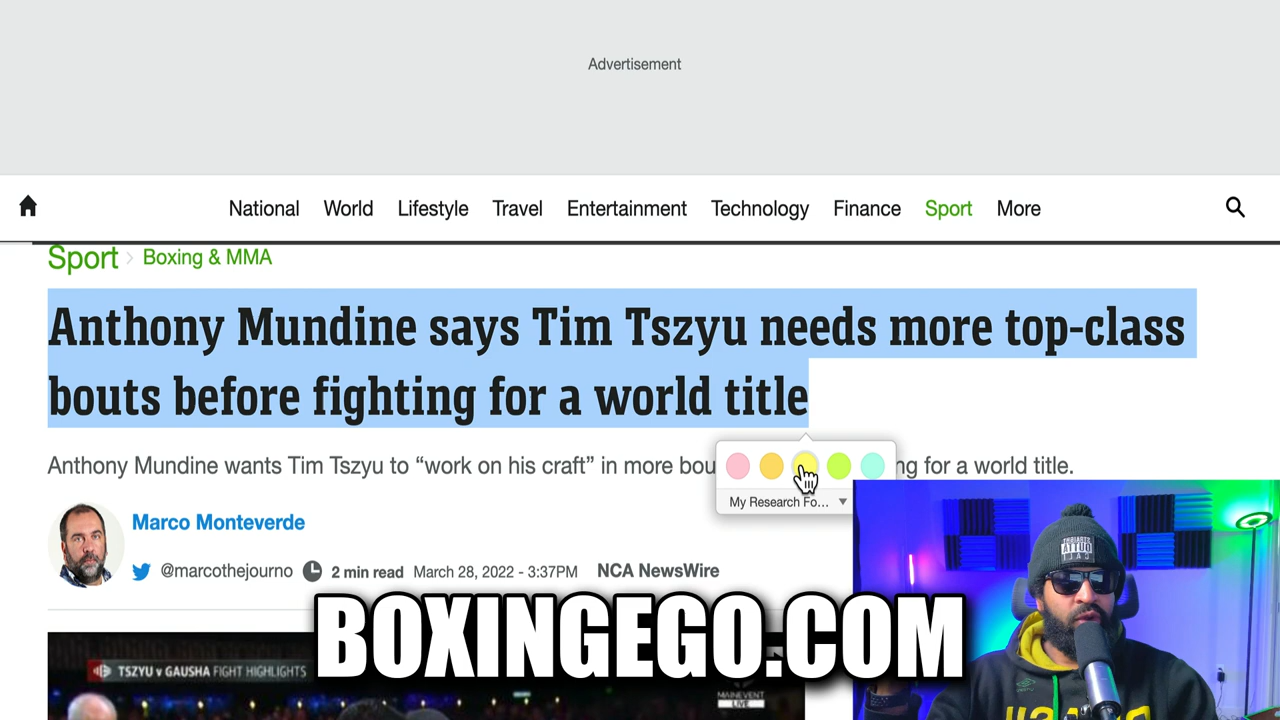 Advertisement
National World Lifestyle Travel Entertainment Technology Finance Sport More
Sport > Boxing & MMA
Anthony Mundine says Tim Tszyu needs more top-class
bouts before fighting for a world title
Anthony Mundine wants Tim Tszyu to “work on his craft” in more bou ng for a world title.
My Research Fo...
Marco Monteverde
@marcothejourno 2 min read March 28, 2022 - 3:37PM NCA NewsWire
BOXINGEGO.COM
TSZYU v GAUSHA FIGHT HIGHLIGHTS
MAINEVENT
LIVE